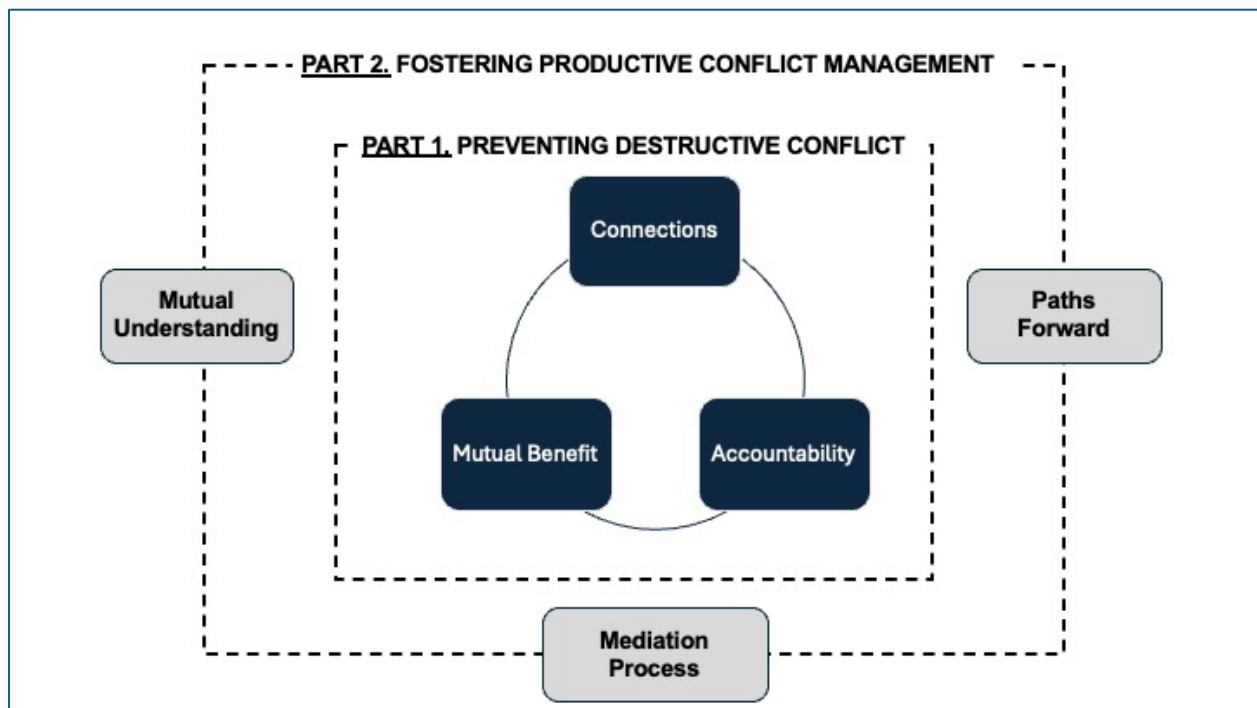 PART 2. FOSTERING PRODUCTIVE CONFLICT MANAGEMENT
PART 1. PREVENTING DESTRUCTIVE CONFLICT
Connections
Mutual
Understanding
Paths
Forward
Mutual Benefit
Accountability
Mediation
Process